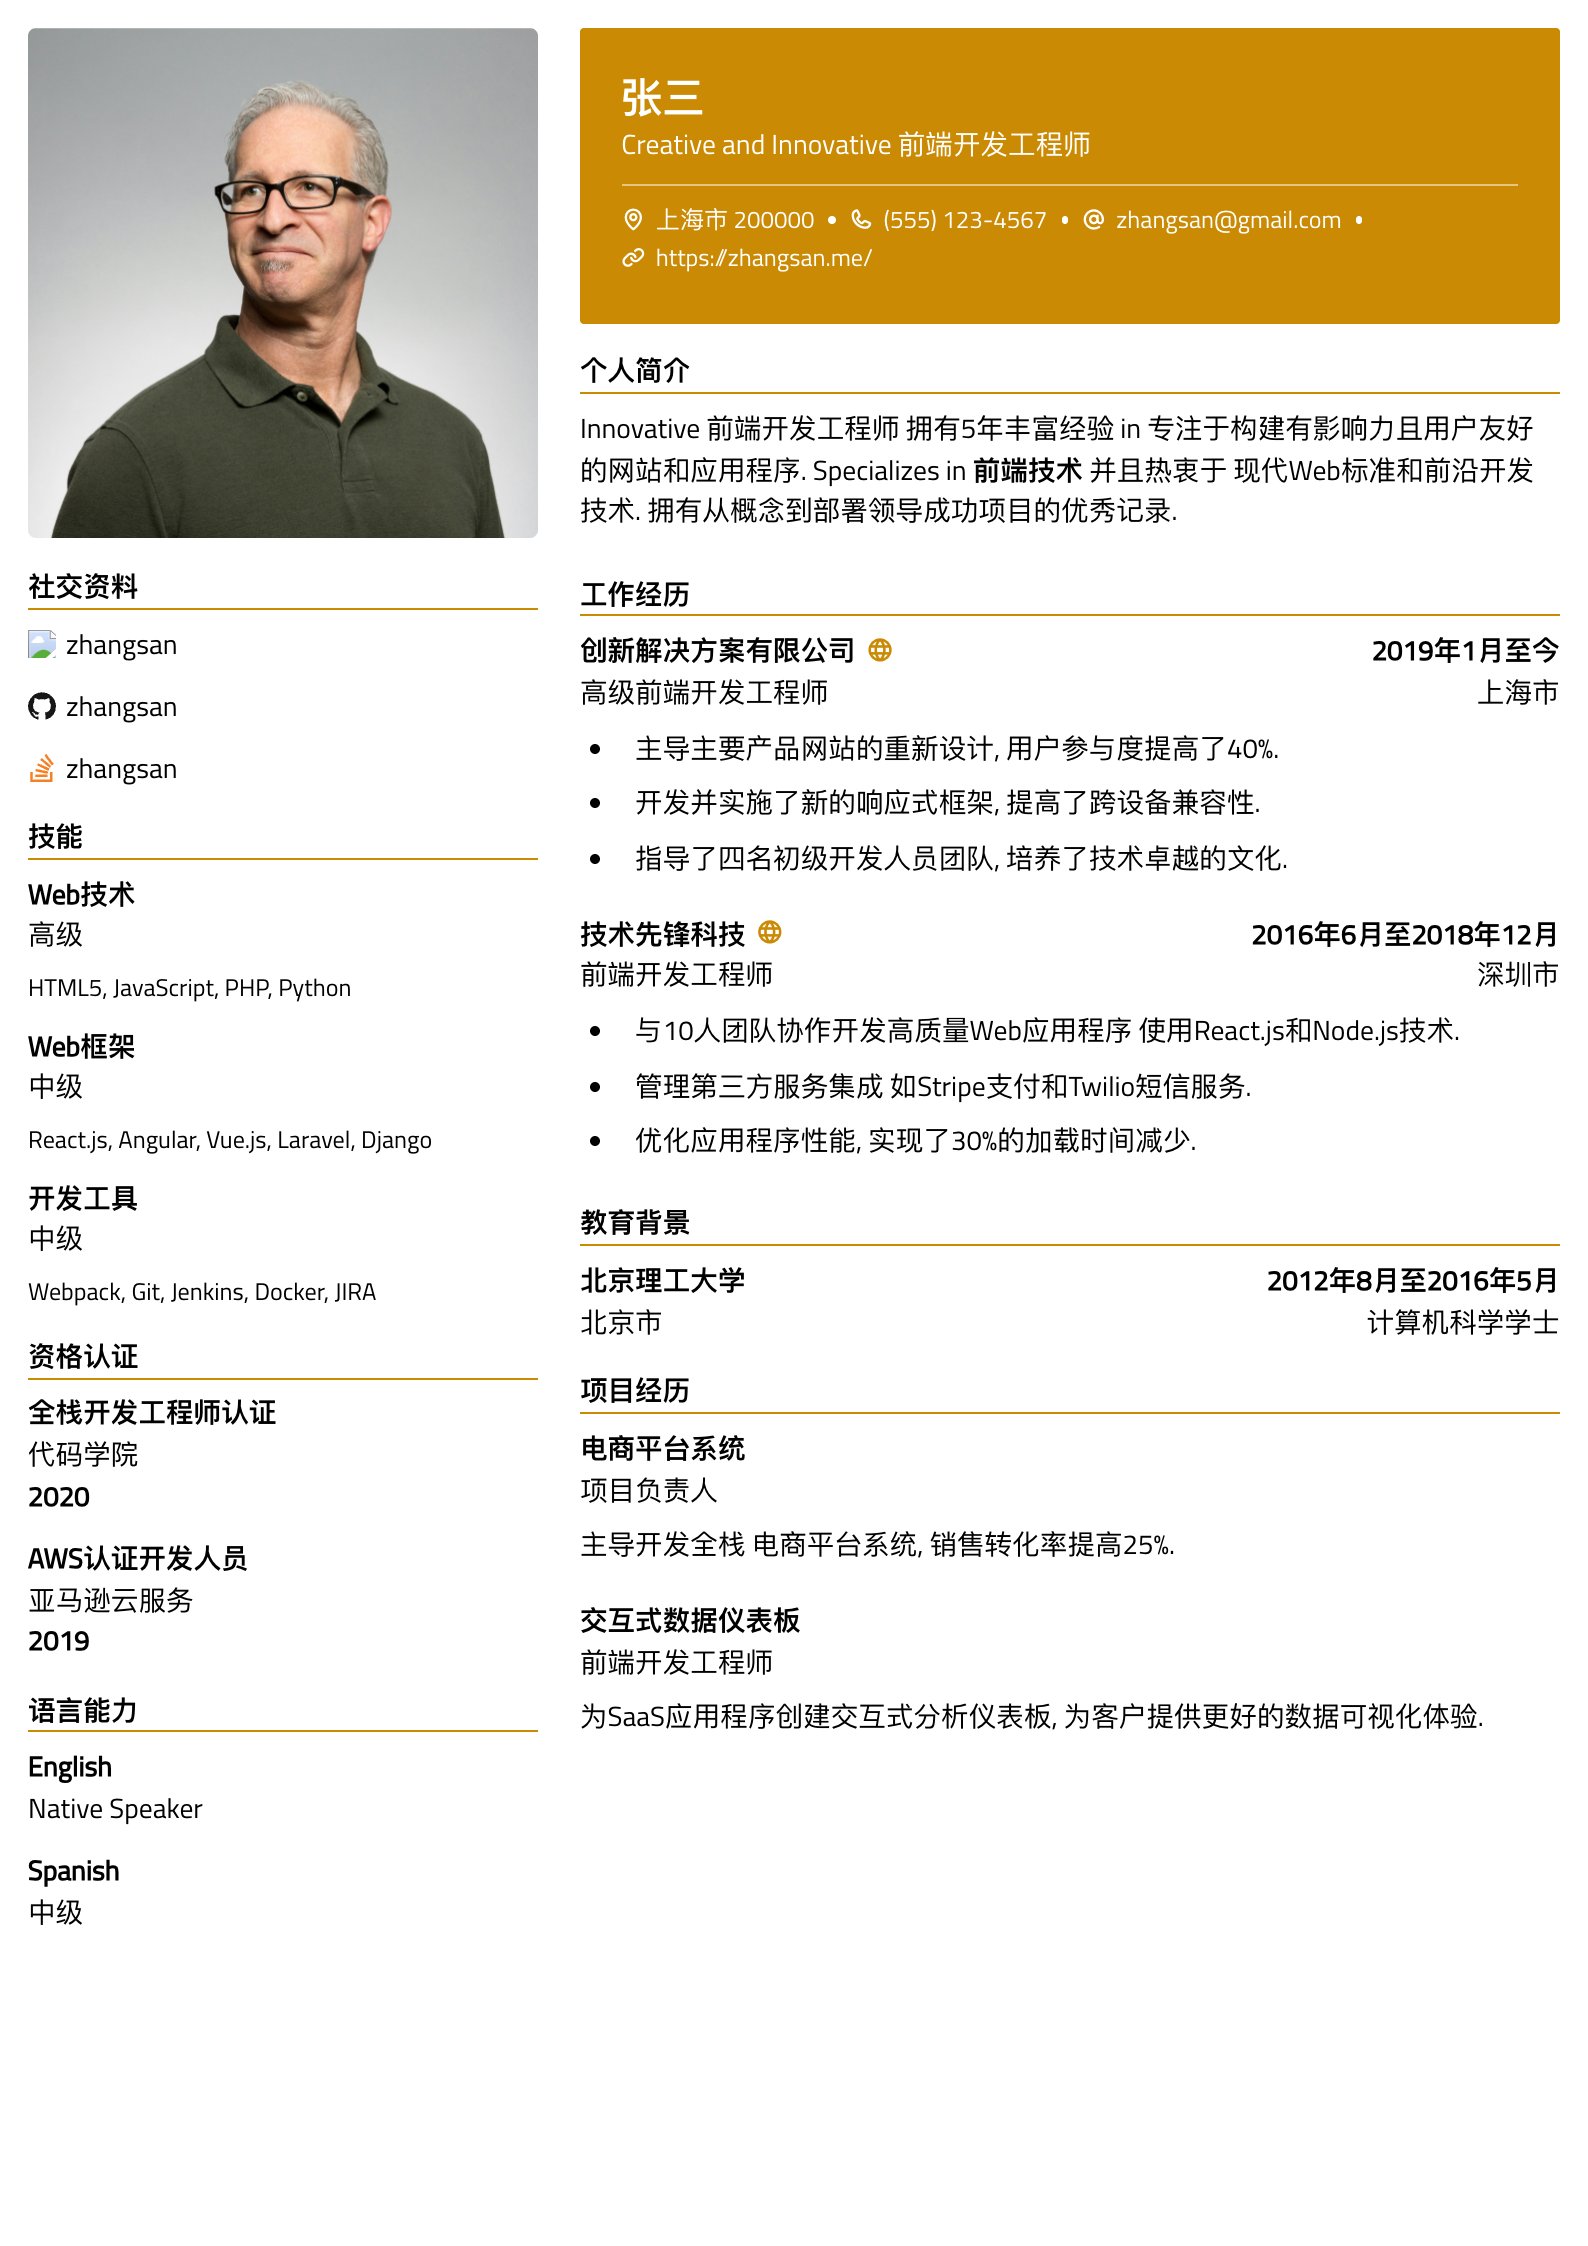 张三
Creative and Innovative 前端开发工程师
上海市 200000 • (555) 123-4567 • zhangsan@gmail.com •
https://zhangsan.me/
社交资料
zhangsan
zhangsan
zhangsan
技能
Web技术
高级
HTML5, JavaScript, PHP, Python
Web框架
中级
React.js, Angular, Vue.js, Laravel, Django
开发工具
中级
Webpack, Git, Jenkins, Docker, JIRA
资格认证
全栈开发工程师认证
代码学院
2020
AWS认证开发人员
亚马逊云服务
2019
语言能力
English
Native Speaker
Spanish
中级
个人简介
Innovative 前端开发工程师 拥有5年丰富经验 in 专注于构建有影响力且用户友好
的网站和应用程序. Specializes in 前端技术 并且热衷于 现代Web标准和前沿开发
技术. 拥有从概念到部署领导成功项目的优秀记录.
工作经历
创新解决方案有限公司 2019年1月至今
高级前端开发工程师 上海市
• 主导主要产品网站的重新设计, 用户参与度提高了40%.
• 开发并实施了新的响应式框架, 提高了跨设备兼容性.
• 指导了四名初级开发人员团队, 培养了技术卓越的文化.
技术先锋科技 2016年6月至2018年12月
前端开发工程师 深圳市
• 与10人团队协作开发高质量Web应用程序 使用React.js和Node.js技术.
• 管理第三方服务集成 如Stripe支付和Twilio短信服务.
• 优化应用程序性能, 实现了30%的加载时间减少.
教育背景
北京理工大学 2012年8月至2016年5月
北京市 计算机科学学士
项目经历
电商平台系统
项目负责人
主导开发全栈 电商平台系统, 销售转化率提高25%.
交互式数据仪表板
前端开发工程师
为SaaS应用程序创建交互式分析仪表板, 为客户提供更好的数据可视化体验.